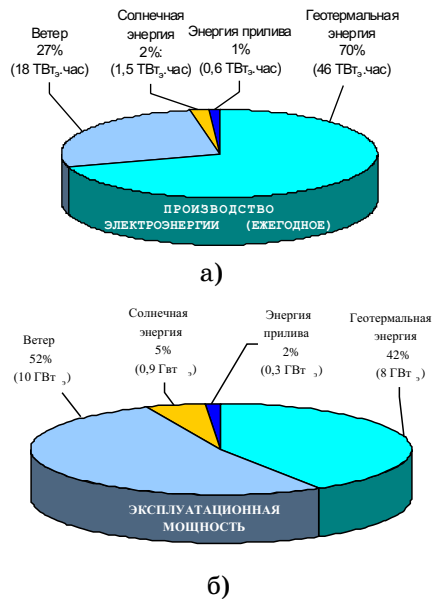 Ветер
27%
(18 ТВтэ.час)
Солнечная
энергия
2%:
(1,5 ТВтэ.час)
Энергия прилива
1%
(0,6 ТВтэ.час)
Геотермальная
энергия
70%
(46 ТВтэ.час)
ПРОИЗВОДСТВО
ЭЛЕКТРОЭНЕРГИИ (ЕЖЕГОДНОЕ)
а)
Ветер
52%
(10 ГВт э)
Солнечная
энергия
5%
(0,9 Гвт э)
Энергия
прилива
2%
(0,3 ГВт э)
Геотермальная
энергия
42%
(8 ГВт э)
ЭКСПЛУАТАЦИОННАЯ
МОЩНОСТЬ
б)